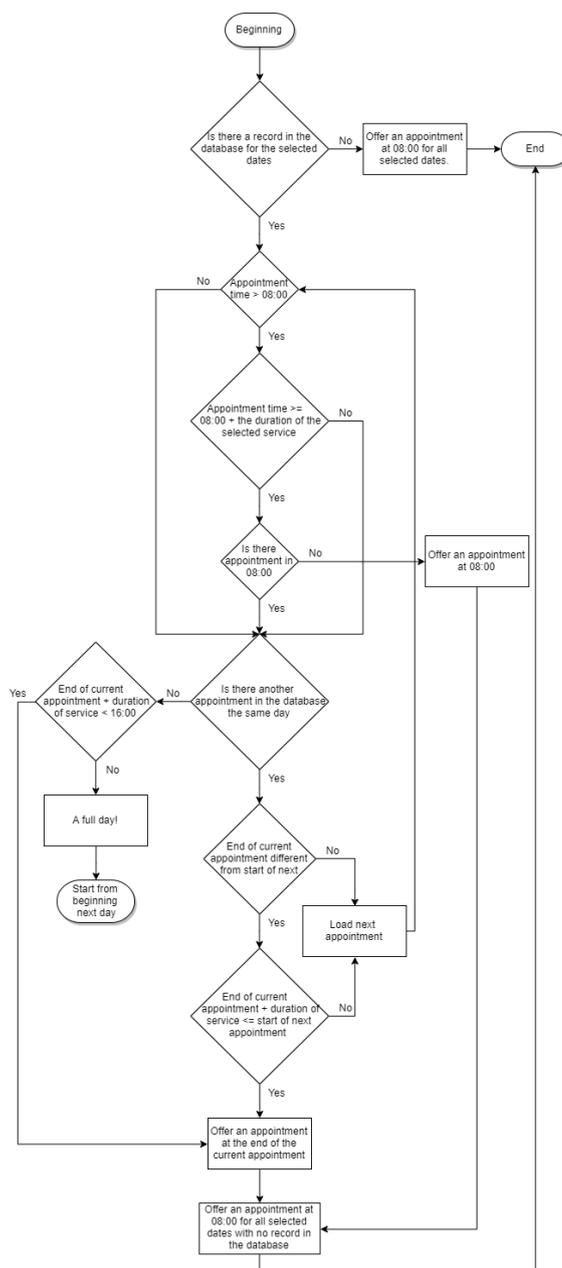 Beginning
Is there a record in the
database for the selected
dates
No
Offer an appointment
at 08:00 for all
selected dates.
End
Yes
No
Appointment
time > 08:00
Yes
Appointment time >=
08:00 + the duration of the
selected service
No
Yes
Is there
appointment in
08:00
No
Offer an appointment
at 08:00
Yes
Yes
End of current
appointment + duration
of service < 16:00
No
Is there another
appointment in the database
the same day
No
Yes
A full day!
End of current
appointment different
from start of next
No
Start from
beginning
next day
Yes
Load next
appointment
End of current
appointment + duration of
service <= start of next
appointment
No
Yes
Offer an appointment
at the end of the
current appointment
Offer an appointment at
08:00 for all selected
dates with no record in
the database